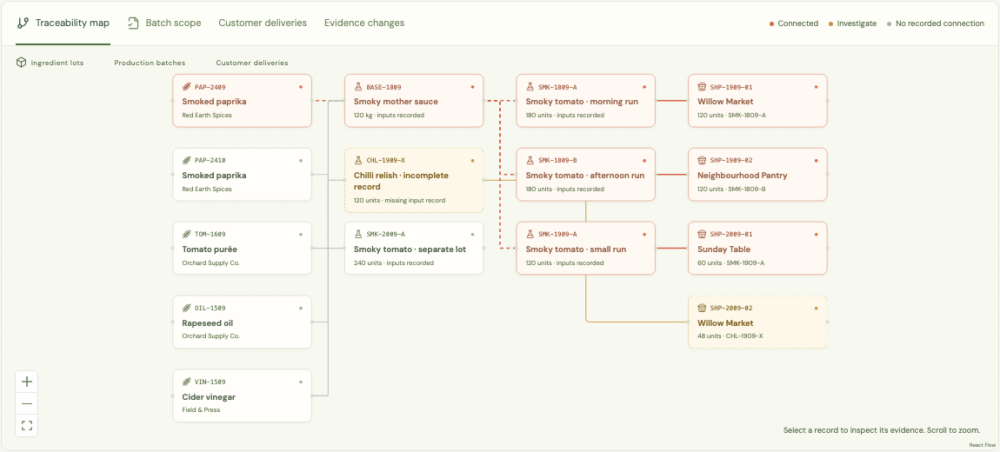 Traceability map
Batch scope
Customer deliveries
Evidence changes
Connected
Investigate
No recorded connection
Ingredient lots
Production batches
Customer deliveries
PAP-2409
Smoked paprika
Red Earth Spices
BASE-1809
Smoky mother sauce
120 kg · inputs recorded
SMK-1809-A
Smoky tomato · morning run
180 units · inputs recorded
SHP-1909-01
Willow Market
120 units · SMK-1809-A
PAP-2410
Smoked paprika
Red Earth Spices
CHL-1909-X
Chilli relish · incomplete
record
120 units · missing input record
SMK-1809-B
Smoky tomato · afternoon run
180 units · inputs recorded
SHP-1909-02
Neighbourhood Pantry
120 units · SMK-1809-B
TOM-1609
Tomato purée
Orchard Supply Co.
SMK-2009-A
Smoky tomato · separate lot
240 units · inputs recorded
SMK-1909-A
Smoky tomato · small run
120 units · inputs recorded
SHP-2009-01
Sunday Table
60 units · SMK-1909-A
OIL-1509
Rapeseed oil
Orchard Supply Co.
SHP-2009-02
Willow Market
48 units · CHL-1909-X
VIN-1509
Cider vinegar
Field & Press
Select a record to inspect its evidence. Scroll to zoom.
React Flow